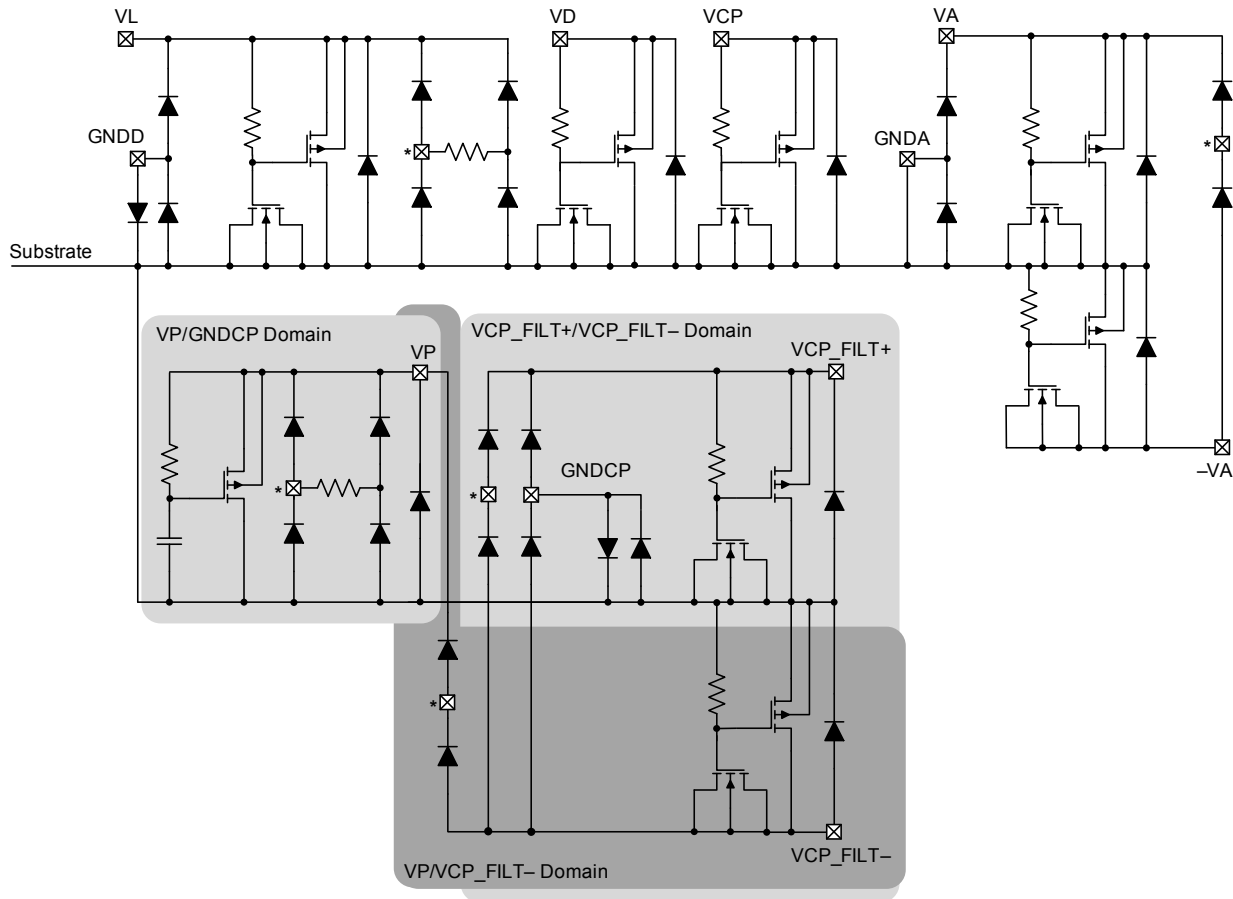 VL
VD
VCP
VA
GNDD
GNDA
*
*
Substrate
VP/GNDCP Domain
VCP_FILT+/VCP_FILT– Domain
VP
VCP_FILT+
GNDCP
–VA
*
*
*
VCP_FILT–
VP/VCP_FILT– Domain